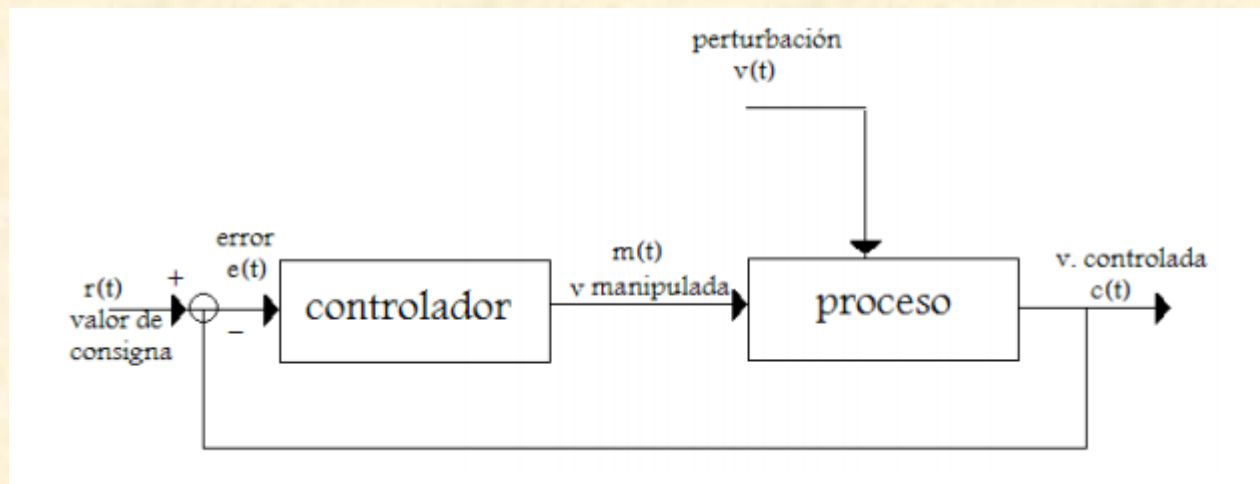 perturbación
v(t)
error
e(t)
r(t)
+
valor de
consigna
−
controlador
m(t)
v manipulada
proceso
v. controlada
c(t)